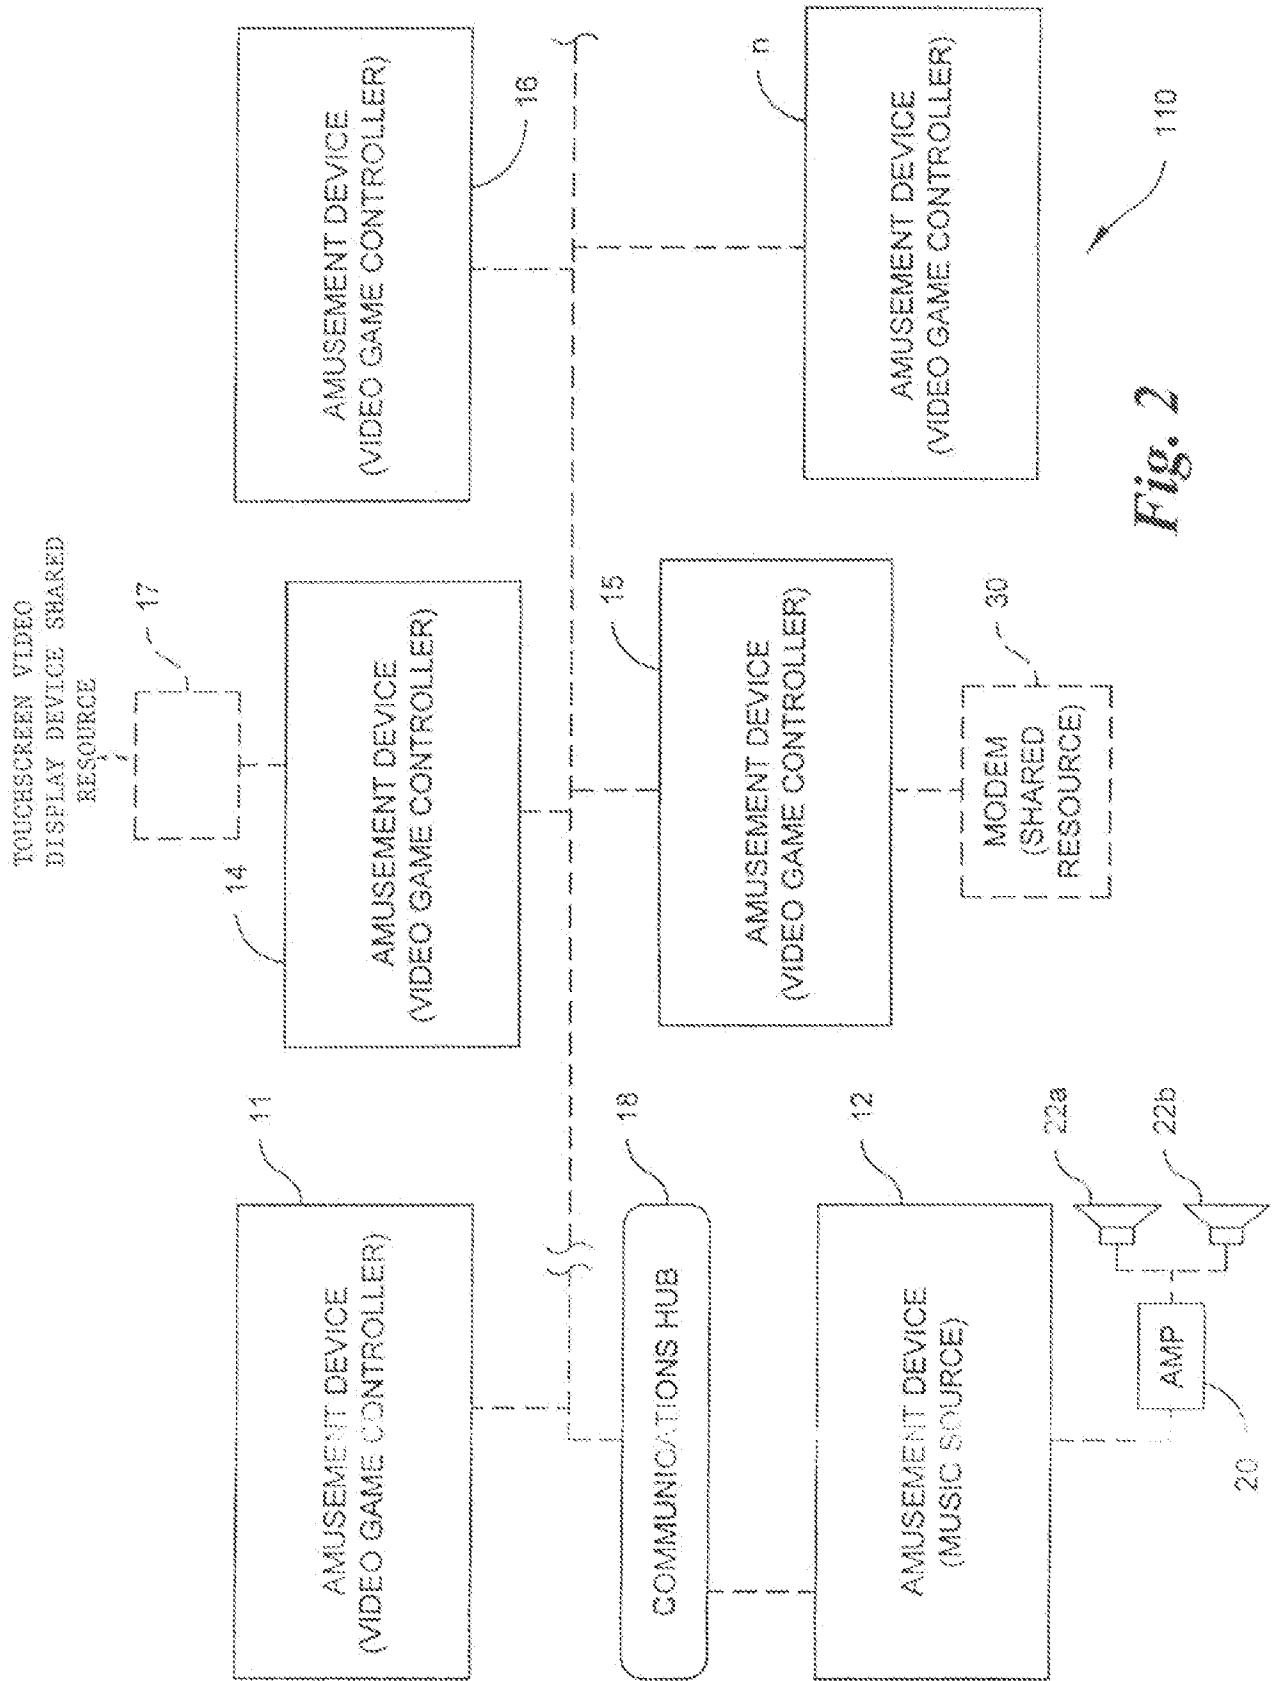 TOUCHSCREEN VIDEO
DISPLAY DEVICE SHARED
RESOURCE
17
11
AMUSEMENT DEVICE
(VIDEO GAME CONTROLLER)
14
AMUSEMENT DEVICE
(VIDEO GAME CONTROLLER)
AMUSEMENT DEVICE
(VIDEO GAME CONTROLLER)
16
18
COMMUNICATIONS HUB
15
AMUSEMENT DEVICE
(VIDEO GAME CONTROLLER)
n
AMUSEMENT DEVICE
(VIDEO GAME CONTROLLER)
12
AMUSEMENT DEVICE
(MUSIC SOURCE)
30
MODEM
(SHARED
RESOURCE)
22a
22b
AMP
20
110
Fig. 2